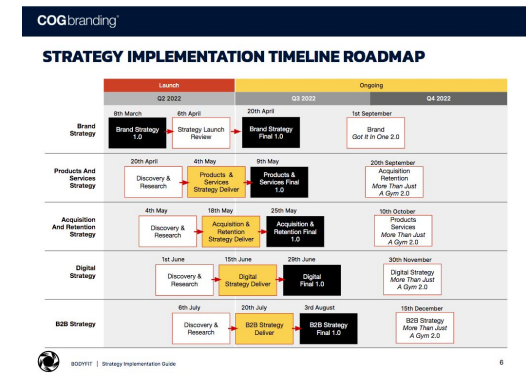 COGbranding
STRATEGY IMPLEMENTATION TIMELINE ROADMAP
Launch
Ongoing
Q2 2022
Q3 2022
Q4 2022
Brand
Strategy
8th March
Brand Strategy
1.0
6th April
Strategy Launch
Review
20th April
Brand Strategy
Final 1.0
1st September
Brand
Got It In One 2.0
Products And
Services
Strategy
20th April
Discovery &
Research
4th May
Products &
Services
Strategy Deliver
9th May
Products &
Services Final
1.0
20th September
Acquisition
Retention
More Than Just
A Gym 2.0
Acquisition
And Retention
Strategy
4th May
Discovery &
Research
18th May
Acquisition &
Retention
Strategy Deliver
25th May
Acquisition &
Retention Final
1.0
10th October
Products
Services
More Than Just
A Gym 2.0
Digital
Strategy
1st June
Discovery &
Research
15th June
Digital
Strategy Deliver
29th June
Digital
Final 1.0
30th November
Digital Strategy
More Than Just
A Gym 2.0
B2B Strategy
6th July
Discovery &
Research
20th July
B2B Strategy
Deliver
3rd August
B2B Strategy
Final 1.0
15th December
B2B Strategy
More Than Just
A Gym 2.0
BODYFIT | Strategy Implementation Guide
6